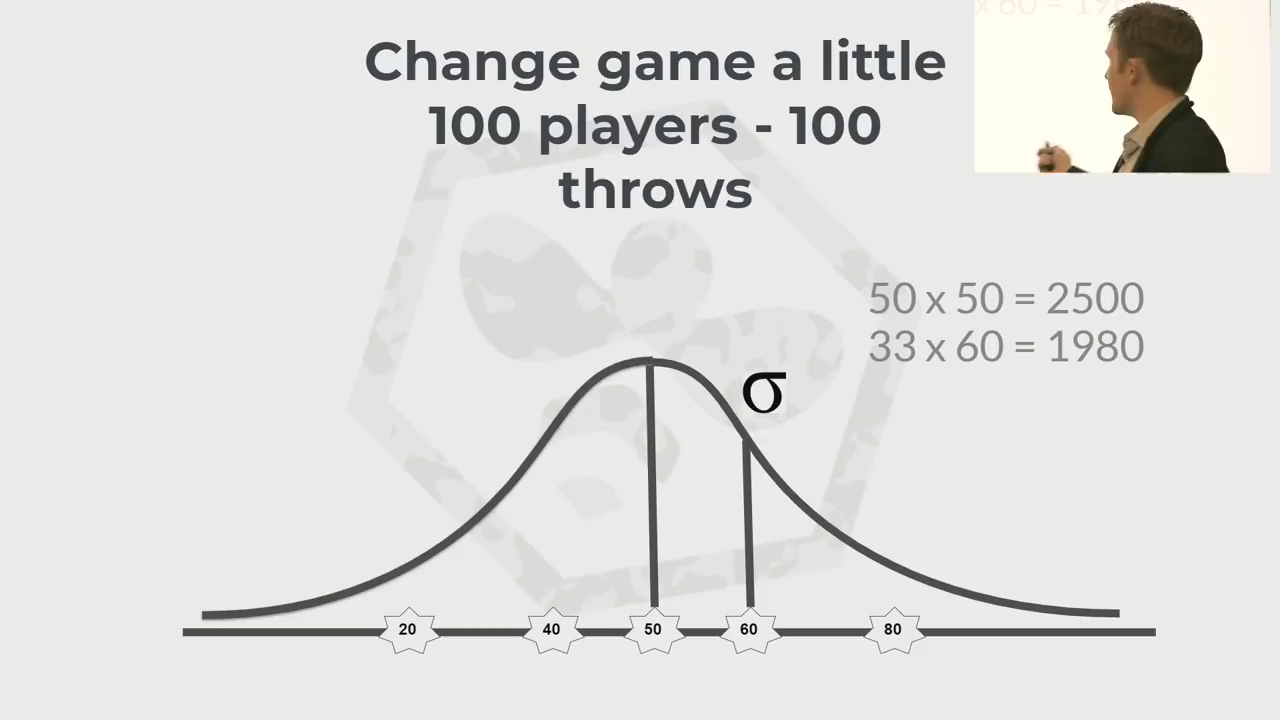 Change game a little
100 players - 100
throws
50 x 50 = 2500
33 x 60 = 1980
σ
20 40 50 60 80